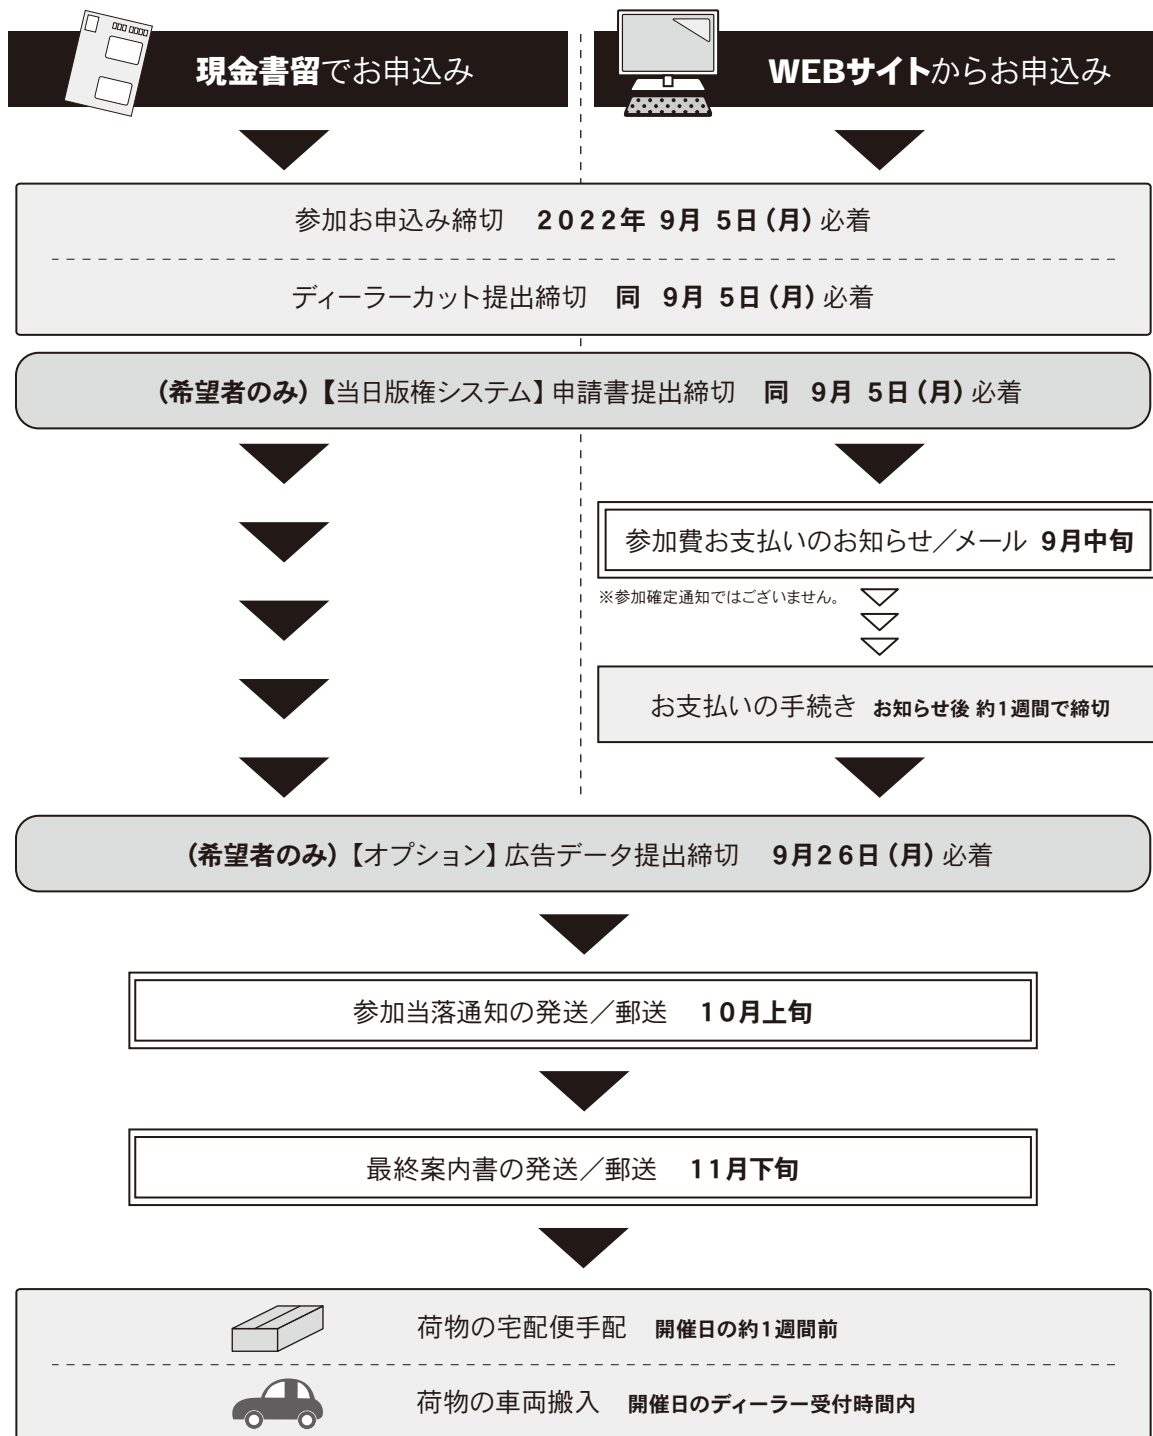 現金書留でお申込み
WEBサイトからお申込み
参加お申込み締切 2022年 9月 5日(月)必着
ディーラーカット提出締切 同 9月 5日(月)必着
(希望者のみ)【当日版権システム】申請書提出締切 同 9月 5日(月)必着
参加費お支払いのお知らせ／メール 9月中旬
※参加確定通知ではございません。
お支払いの手続き お知らせ後 約1週間で締切
(希望者のみ)【オプション】広告データ提出締切 9月26日(月)必着
参加当落通知の発送／郵送 10月上旬
最終案内書の発送／郵送 11月下旬
荷物の宅配便手配 開催日の約1週間前
荷物の車両搬入 開催日のディーラー受付時間内